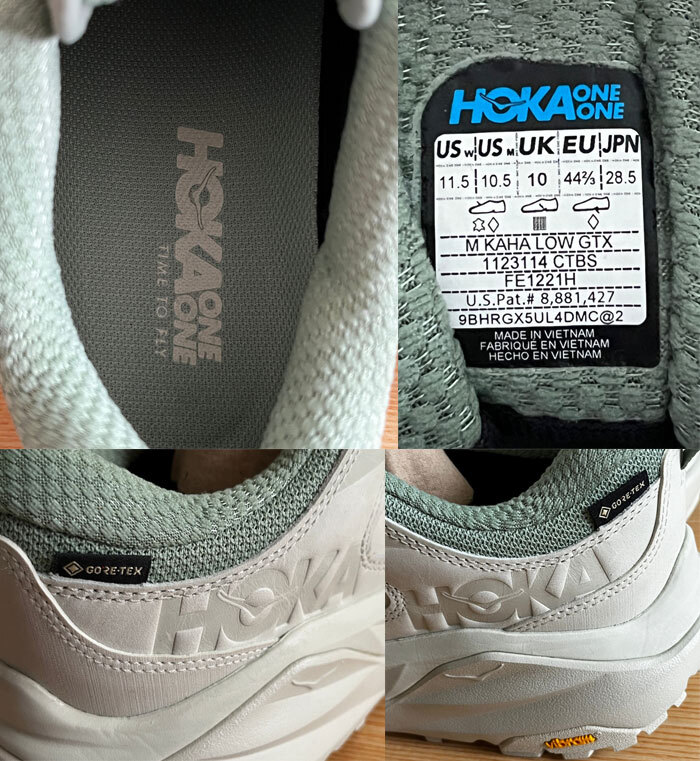 HOKA ONE ONE
TIME TO FLY
HOKA ONE ONE
US W US M UK EU JPN
11.5 10.5 10 44⅔ 28.5
M KAHA LOW GTX
1123114 CTBS
FE1221H
U.S.Pat.# 8,881,427
9BHRGX5UL4DMC@2
MADE IN VIETNAM
FABRIQUÉ EN VIETNAM
HECHO EN VIETNAM
GORE-TEX
HOKA
GORE-TEX
HOKA
vibram